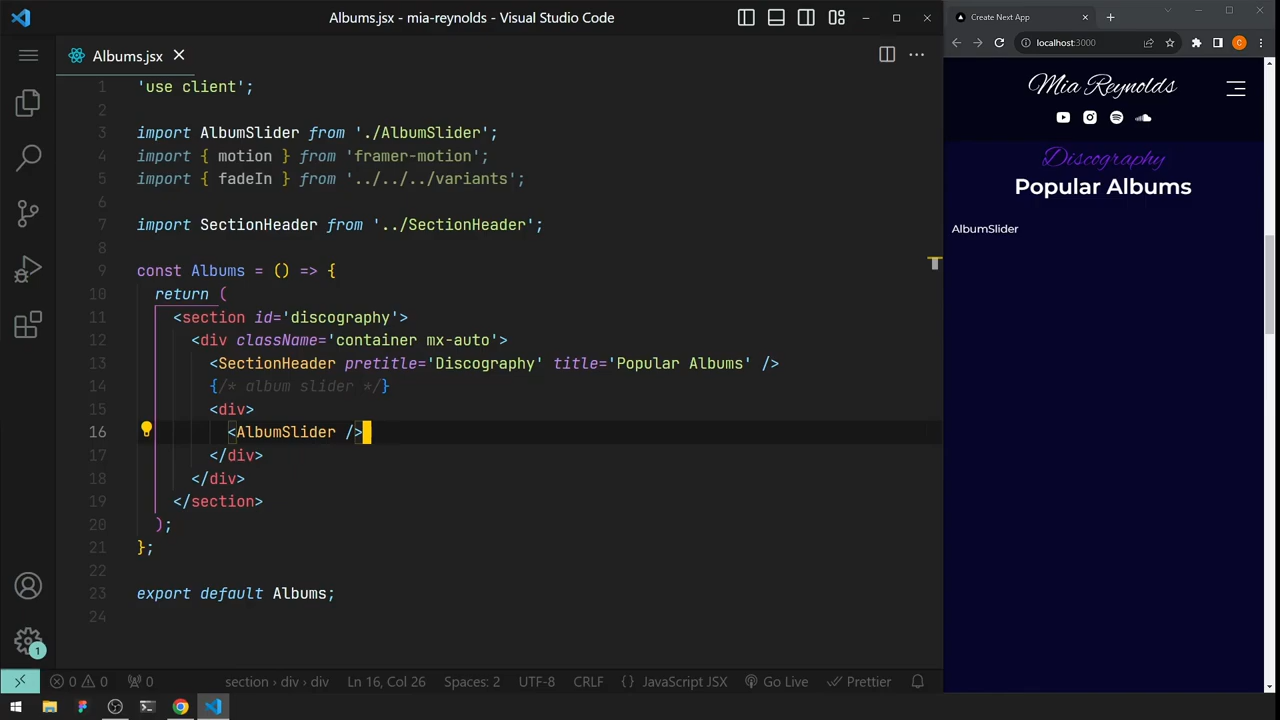 Albums.jsx - mia-reynolds - Visual Studio Code
Albums.jsx
1 'use client';
2
3 import AlbumSlider from './AlbumSlider';
4 import { motion } from 'framer-motion';
5 import { fadeIn } from '../../../variants';
6
7 import SectionHeader from '../SectionHeader';
8
9 const Albums = () => {
10 return (
11 <section id='discography'>
12 <div className='container mx-auto'>
13 <SectionHeader pretitle='Discography' title='Popular Albums' />
14 {/* album slider */}
15 <div>
16 <AlbumSlider />
17 </div>
18 </div>
19 </section>
20 );
21 };
22
23 export default Albums;
24
1
0 0 0 section › div › div Ln 16, Col 26 Spaces: 2 UTF-8 CRLF {} JavaScript JSX Go Live Prettier
Create Next App
localhost:3000
C
Mia Reynolds
Discography
Popular Albums
AlbumSlider